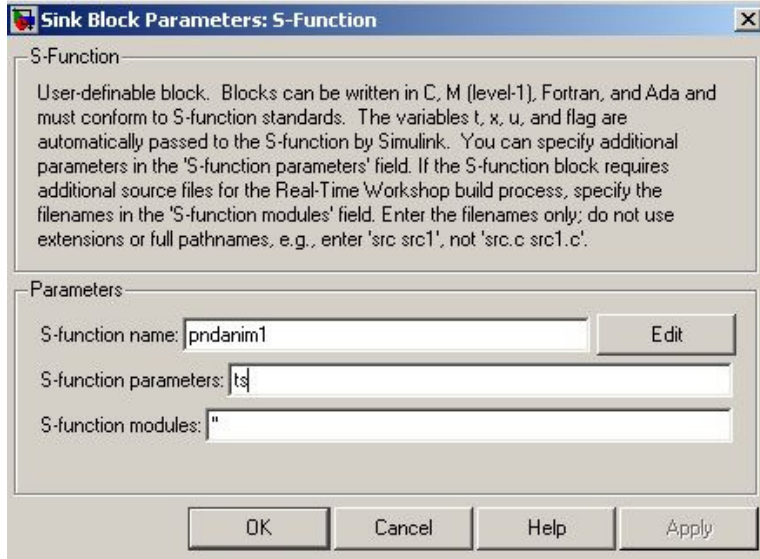 Sink Block Parameters: S-Function
S-Function
User-definable block.  Blocks can be written in C, M (level-1), Fortran, and Ada and
must conform to S-function standards.  The variables t, x, u, and flag are
automatically passed to the S-function by Simulink.  You can specify additional
parameters in the 'S-function parameters' field. If the S-function block requires
additional source files for the Real-Time Workshop build process, specify the
filenames in the 'S-function modules' field. Enter the filenames only; do not use
extensions or full pathnames, e.g., enter 'src src1', not 'src.c src1.c'.
Parameters
S-function name: pndanim1 Edit
S-function parameters: ts
S-function modules: ''
OK Cancel Help Apply